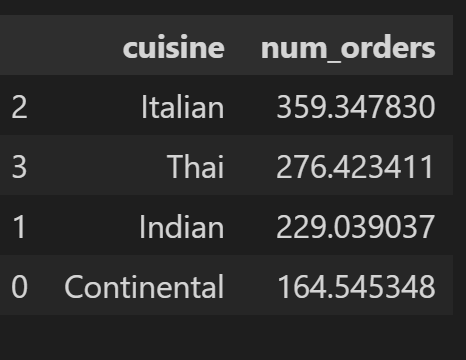 cuisine num_orders
2 Italian 359.347830
3 Thai 276.423411
1 Indian 229.039037
0 Continental 164.545348